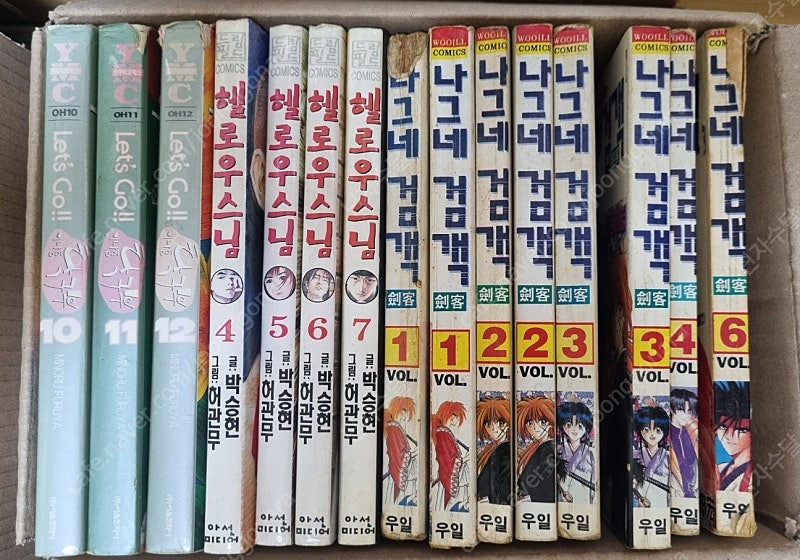 YMC
OH10
Let's Go!!
10
MINORU FURUYA
YMC
OH11
Let's Go!!
11
MINORU FURUYA
YMC
OH12
Let's Go!!
12
MINORU FURUYA
COMICS
헬로우스님
4
글: 박승현
그림: 허관무
아선미디어
COMICS
헬로우스님
5
글: 박승현
그림: 허관무
아선미디어
COMICS
헬로우스님
6
글: 박승현
그림: 허관무
아선미디어
COMICS
헬로우스님
7
글: 박승현
그림: 허관무
아선미디어
나그네 검객
劍客
1
VOL.
우일
WOOILL COMICS
나그네 검객
劍客
1
VOL.
우일
WOOILL COMICS
나그네 검객
劍客
2
VOL.
우일
WOOILL COMICS
나그네 검객
劍客
2
VOL.
우일
WOOILL COMICS
나그네 검객
劍客
3
VOL.
우일
WOOILL COMICS
나그네 검객
劍客
3
VOL.
우일
WOOILL COMICS
나그네 검객
劍客
4
VOL.
우일
나그네 검객
劍客
6
VOL.
우일